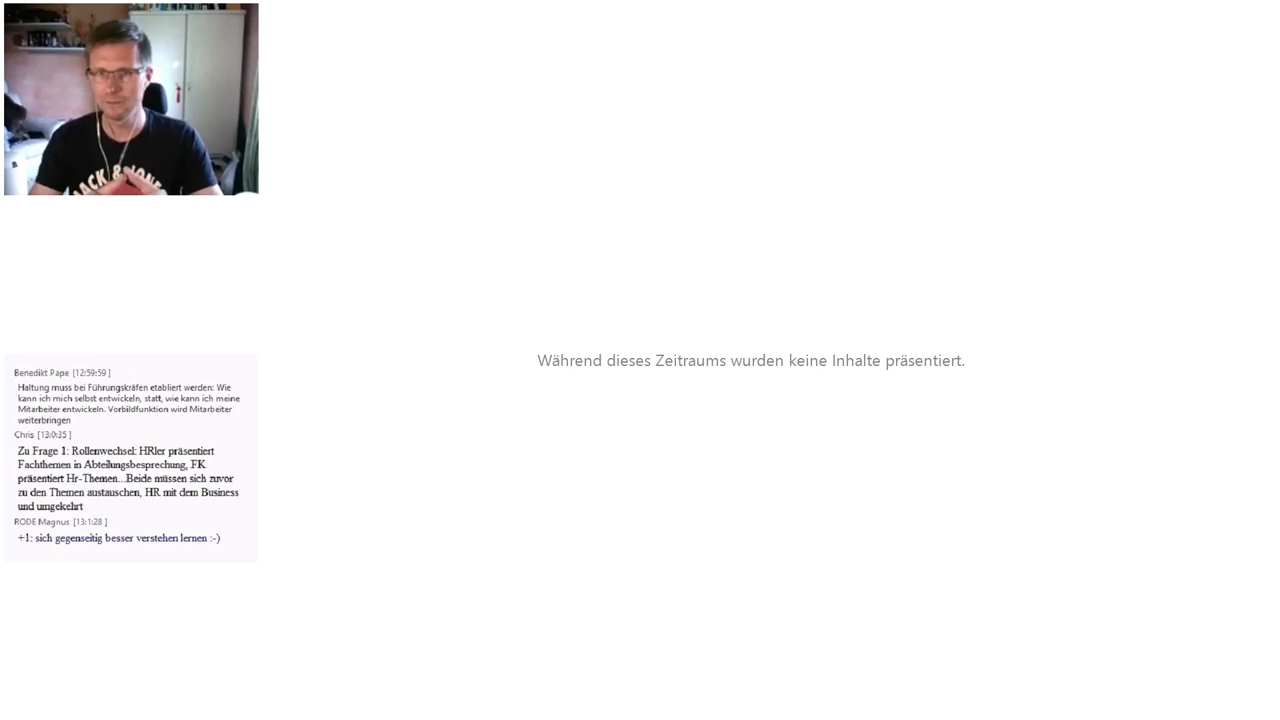 JACK & JONES
Benedikt Pape [12:59:59 ]
Haltung muss bei Führungskräfen etabliert werden: Wie
kann ich mich selbst entwickeln, statt, wie kann ich meine
Mitarbeiter entwickeln. Vorbildfunktion wird Mitarbeiter
weiterbringen
Chris [13:0:35 ]
Zu Frage 1: Rollenwechsel: HRler präsentiert
Fachthemen in Abteilungsbesprechung, FK
präsentiert Hr-Themen...Beide müssen sich zuvor
zu den Themen austauschen, HR mit dem Business
und umgekehrt
RODE Magnus [13:1:28 ]
+1: sich gegenseitig besser verstehen lernen :-)
Während dieses Zeitraums wurden keine Inhalte präsentiert.